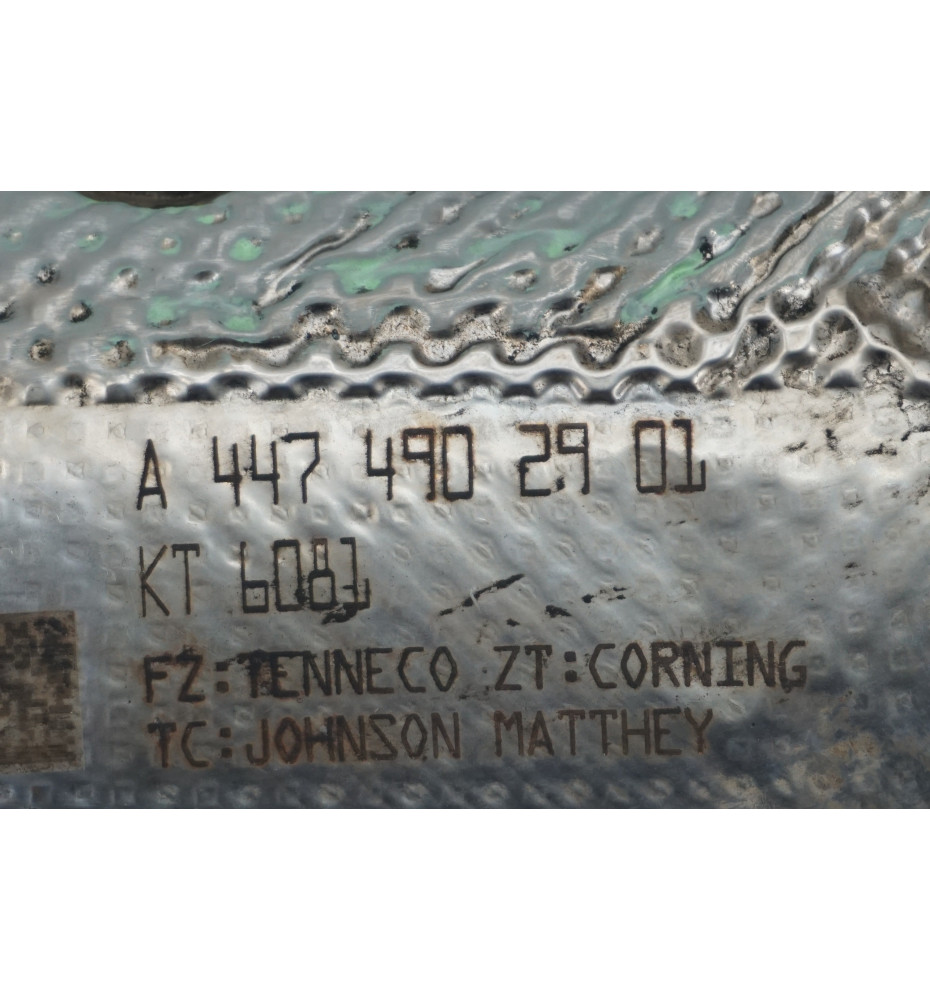 A 447 490 29 01
KT 6081
FZ:TENNECO ZT:CORNING
TC:JOHNSON MATTHEY